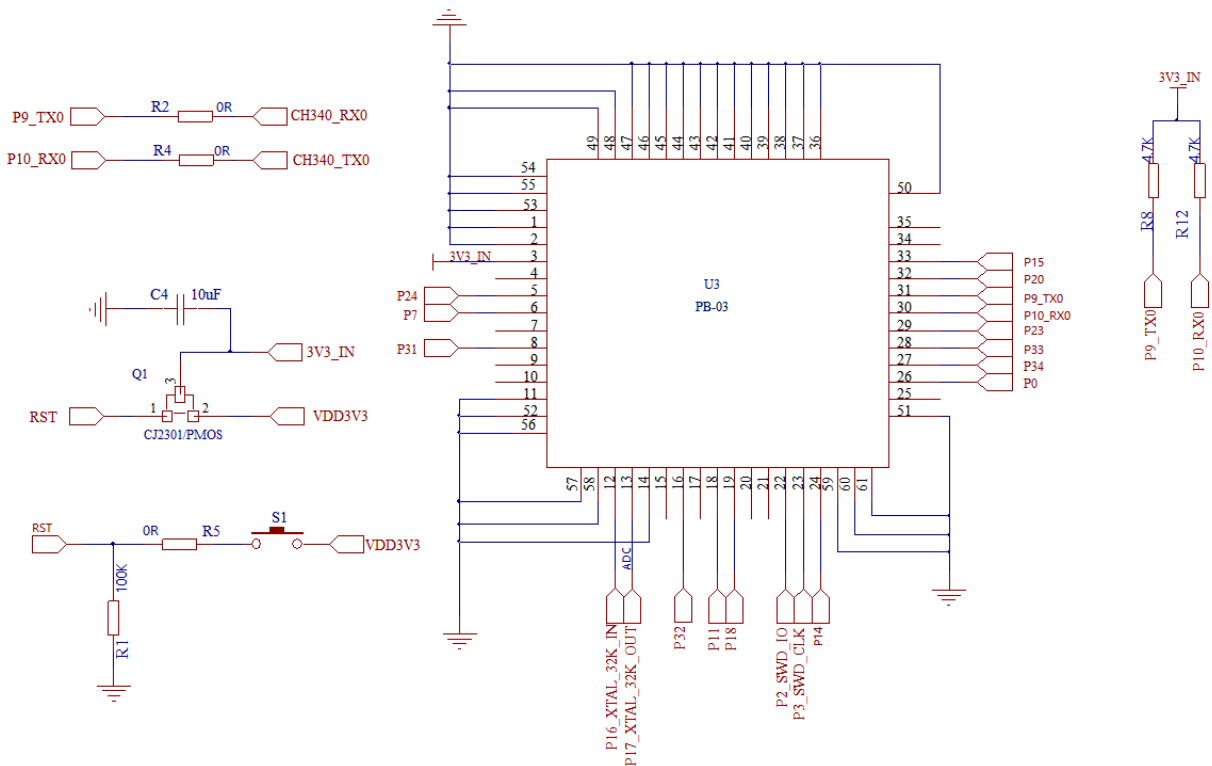 P9_TX0
R2
0R
CH340_RX0
P10_RX0
R4
0R
CH340_TX0
C4
10uF
3V3_IN
Q1
3
RST
1
2
VDD3V3
CJ2301/PMOS
RST
0R
R5
S1
VDD3V3
100K
R1
49
48
47
46
45
44
43
42
41
40
39
38
37
36
54
55
53
1
2
3V3_IN
3
4
P24
5
P7
6
7
P31
8
9
10
11
52
56
U3
PB-03
50
35
34
33
P15
32
P20
31
P9_TX0
30
P10_RX0
29
P23
28
P33
27
P34
26
P0
25
51
57
58
12
13
14
15
16
17
18
19
20
21
22
23
24
59
60
61
ADC
P16_XTAL_32K_IN
P17_XTAL_32K_OUT
P32
P11
P18
P2_SWD_IO
P3_SWD_CLK
P14
3V3_IN
4.7K
4.7K
R8
R12
P9_TX0
P10_RX0